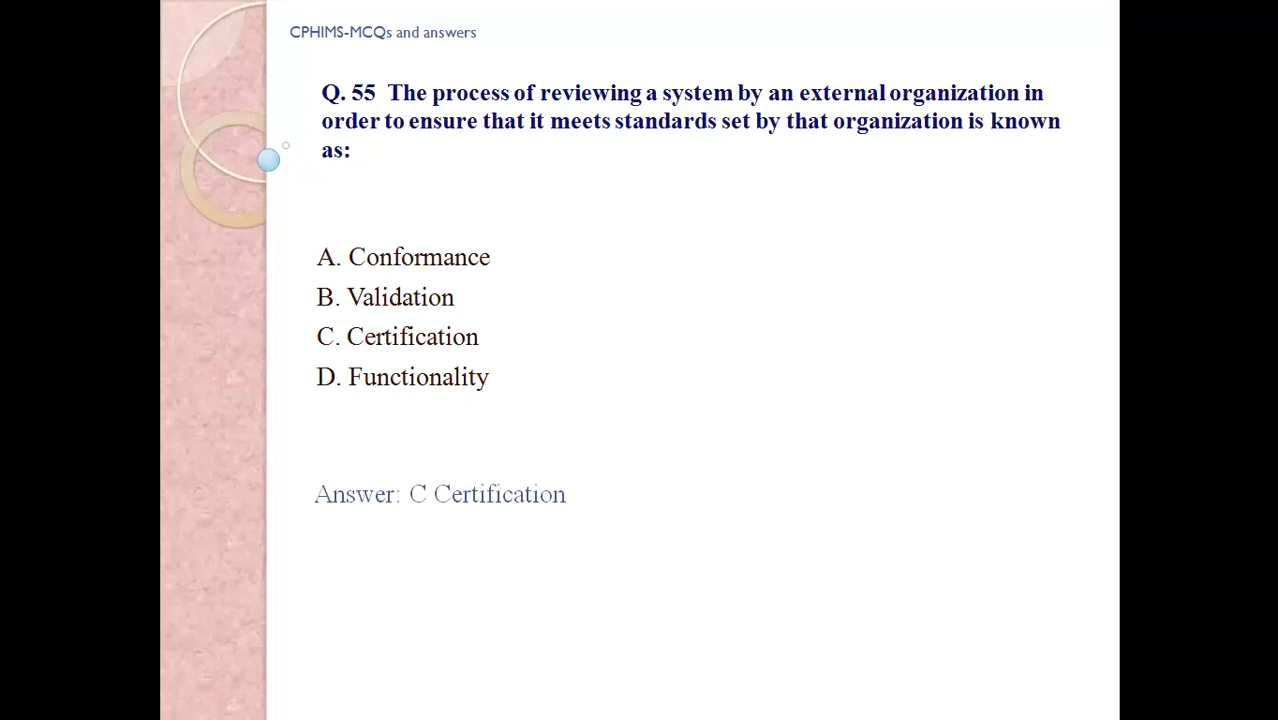 CPHIMS-MCQs and answers
Q. 55 The process of reviewing a system by an external organization in
order to ensure that it meets standards set by that organization is known
as:
A. Conformance
B. Validation
C. Certification
D. Functionality
Answer: C Certification